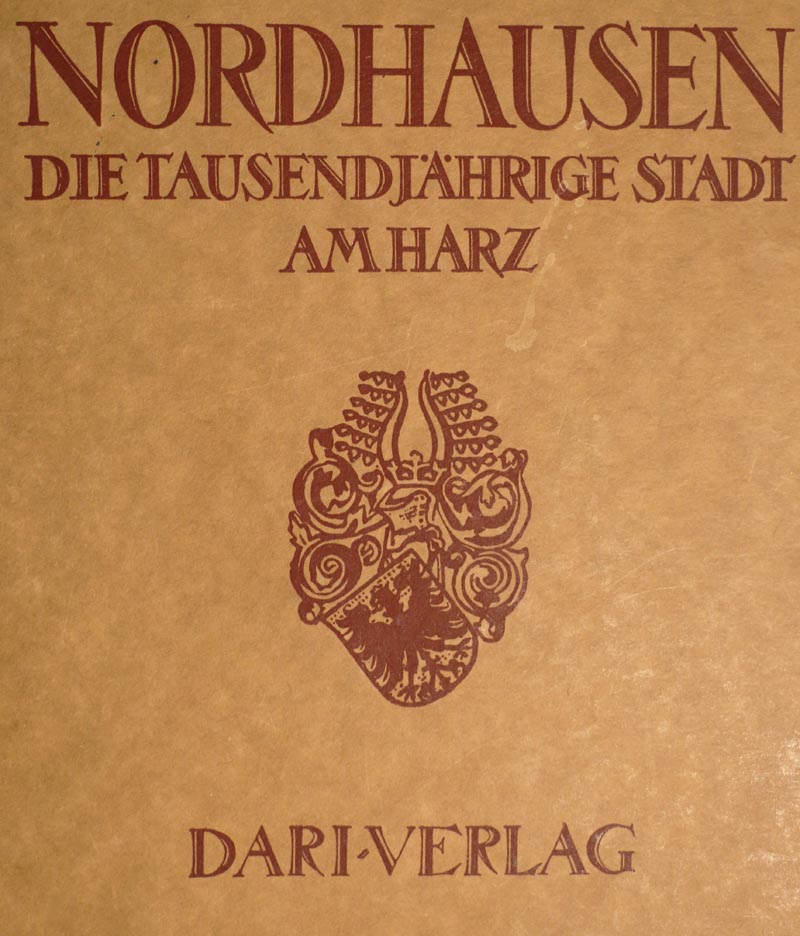 NORDHAUSEN
DIE TAUSENDJÄHRIGE STADT
AM HARZ
DARI-VERLAG